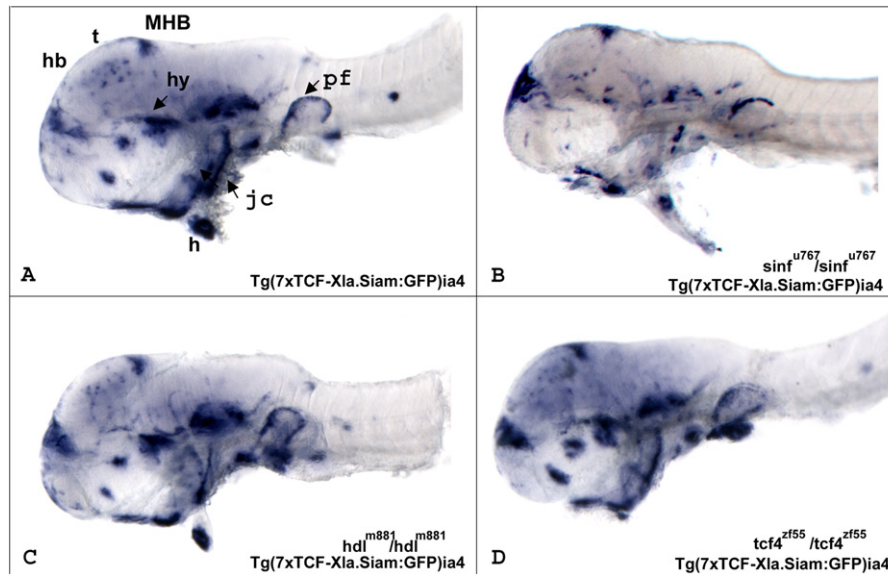 MHB
t
hb
hy
pf
jc
h
A
Tg(7xTCF-Xla.Siam:GFP)ia4
B
sinf^u767/sinf^u767
Tg(7xTCF-Xla.Siam:GFP)ia4
C
hdl^m881/hdl^m881
Tg(7xTCF-Xla.Siam:GFP)ia4
D
tcf4^zf55/tcf4^zf55
Tg(7xTCF-Xla.Siam:GFP)ia4